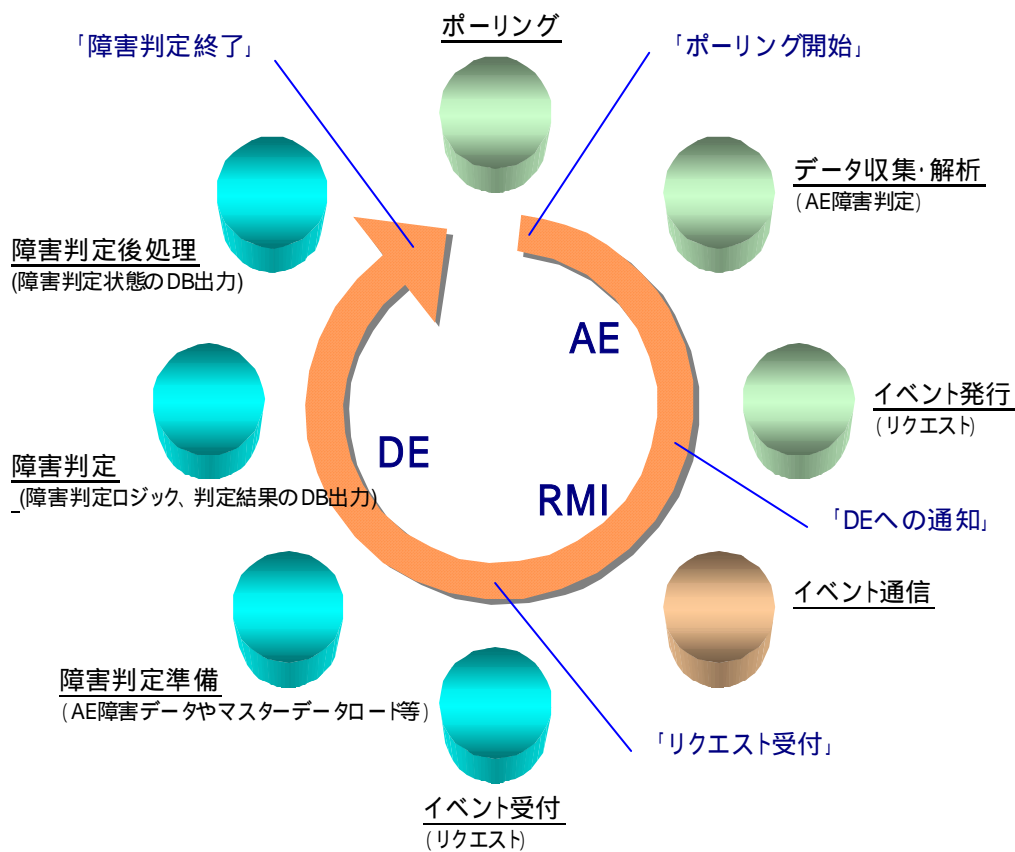 ポーリング
「障害判定終了」
「ポーリング開始」
データ収集・解析
(AE障害判定)
障害判定後処理
(障害判定状態のDB出力)
AE
イベント発行
(リクエスト)
DE
障害判定
(障害判定ロジック、判定結果のDB出力)
RMI
「DEへの通知」
イベント通信
障害判定準備
(AE障害データやマスターデータロード等)
「リクエスト受付」
イベント受付
(リクエスト)